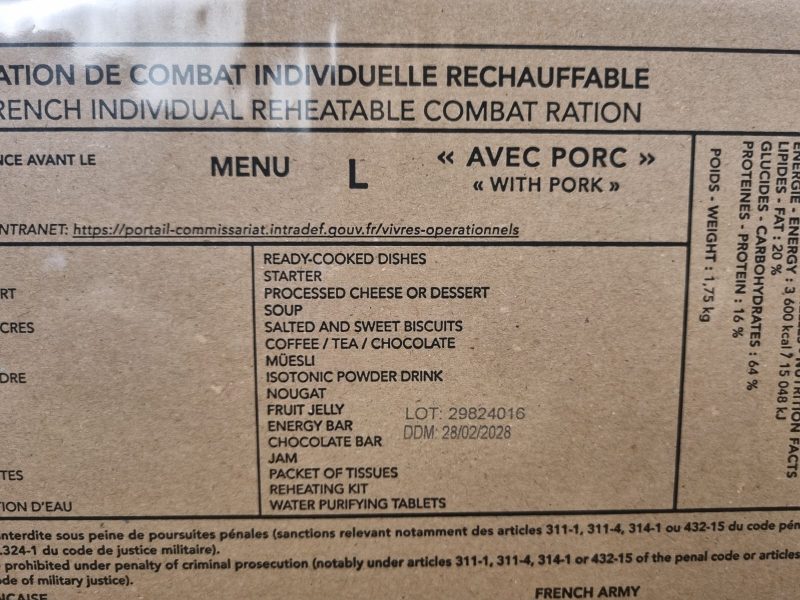 ATION DE COMBAT INDIVIDUELLE RECHAUFFABLE
RENCH INDIVIDUAL REHEATABLE COMBAT RATION
NCE AVANT LE
MENU L « AVEC PORC »
« WITH PORK »
INTRANET: https://portail-commissariat.intradef.gouv.fr/vivres-operationnels
RT
CRES
DRE
TES
TION D'EAU
READY-COOKED DISHES
STARTER
PROCESSED CHEESE OR DESSERT
SOUP
SALTED AND SWEET BISCUITS
COFFEE / TEA / CHOCOLATE
MÜESLI
ISOTONIC POWDER DRINK
NOUGAT
FRUIT JELLY
ENERGY BAR
CHOCOLATE BAR
JAM
PACKET OF TISSUES
REHEATING KIT
WATER PURIFYING TABLETS
LOT: 29824016
DDM: 28/02/2028
NUTRITION FACTS
ENERGIE - ENERGY : 3 600 kcal / 15 048 kJ
LIPIDES - FAT : 20 %
GLUCIDES - CARBOHYDRATES : 64 %
PROTEINES - PROTEIN : 16 %
POIDS - WEIGHT : 1,75 kg
interdite sous peine de poursuites pénales (sanctions relevant notamment des articles 311-1, 311-4, 314-1 ou 432-15 du code pén
.324-1 du code de justice militaire).
e prohibited under penalty of criminal prosecution (notably under articles 311-1, 311-4, 314-1 or 432-15 of the penal code or articles
ode of military justice).
NÇAISE
FRENCH ARMY